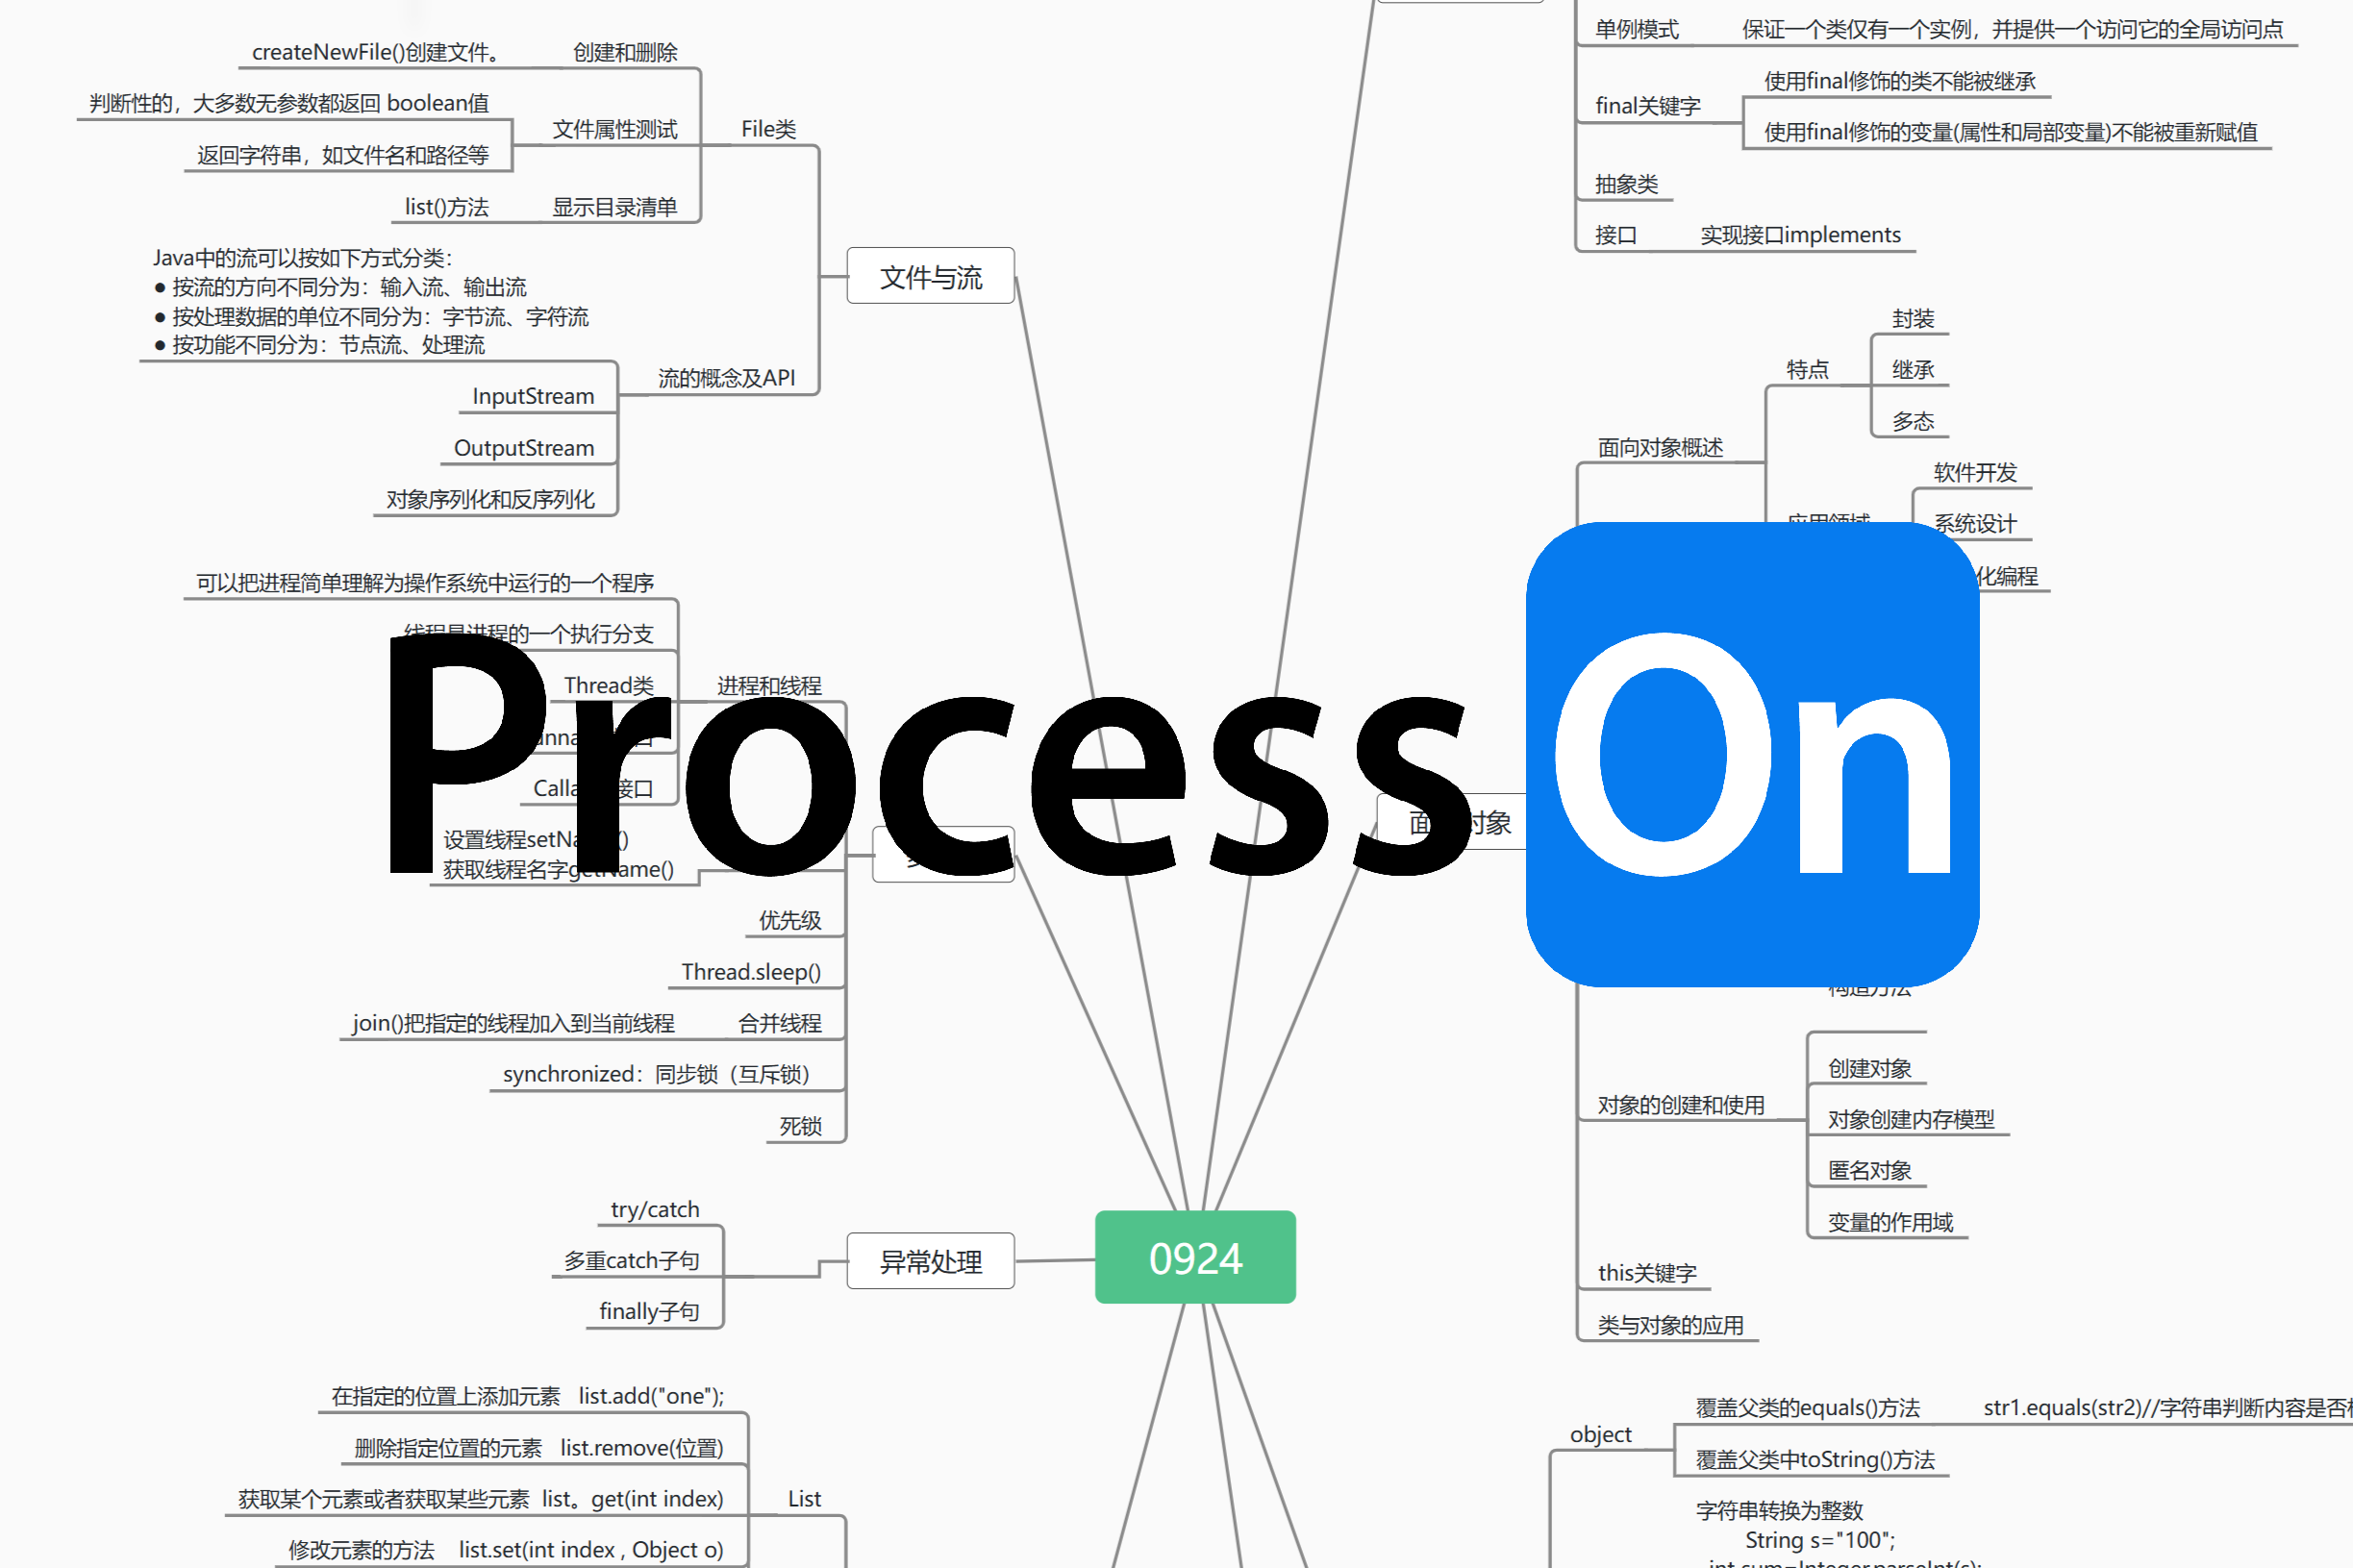 createNewFile()创建文件。
创建和删除
判断性的，大多数无参数都返回 boolean值
返回字符串，如文件名和路径等
文件属性测试
list()方法
显示目录清单
File类
Java中的流可以按如下方式分类：
● 按流的方向不同分为：输入流、输出流
● 按处理数据的单位不同分为：字节流、字符流
● 按功能不同分为：节点流、处理流
InputStream
OutputStream
对象序列化和反序列化
流的概念及API
文件与流
可以把进程简单理解为操作系统中运行的一个程序
线程是进程的一个执行分支
Thread类
接口
进程和线程
设置线程setName()
获取线程名字getName()
优先级
Thread.sleep()
join()把指定的线程加入到当前线程
合并线程
synchronized：同步锁（互斥锁）
死锁
try/catch
多重catch子句
finally子句
异常处理
在指定的位置上添加元素 list.add("one");
删除指定位置的元素 list.remove(位置)
获取某个元素或者获取某些元素 list。get(int index)
修改元素的方法 list.set(int index , Object o)
List
0924
ProcessOn
单例模式
保证一个类仅有一个实例，并提供一个访问它的全局访问点
final关键字
使用final修饰的类不能被继承
使用final修饰的变量(属性和局部变量)不能被重新赋值
抽象类
接口
实现接口implements
面向对象概述
特点
封装
继承
多态
应用领域
软件开发
系统设计
化编程
对象
构造方法
对象的创建和使用
创建对象
对象创建内存模型
匿名对象
变量的作用域
this关键字
类与对象的应用
object
覆盖父类的equals()方法
str1.equals(str2)//字符串判断内容是否
覆盖父类中toString()方法
字符串转换为整数
String s="100";
int sum=Integer.parseInt(s);